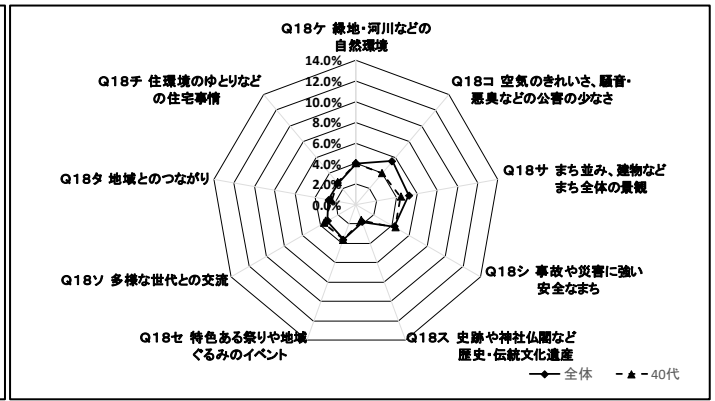 Q18ケ 緑地・河川などの
自然環境
14.0%
12.0%
10.0%
8.0%
6.0%
4.0%
2.0%
0.0%
Q18コ 空気のきれいさ、騒音・
悪臭などの公害の少なさ
Q18サ まち並み、建物など
まち全体の景観
Q18シ 事故や災害に強い
安全なまち
Q18ス 史跡や神社仏閣など
歴史・伝統文化遺産
Q18セ 特色ある祭りや地域
ぐるみのイベント
Q18ソ 多様な世代との交流
Q18タ 地域とのつながり
Q18チ 住環境のゆとりなど
の住宅事情
全体
40代